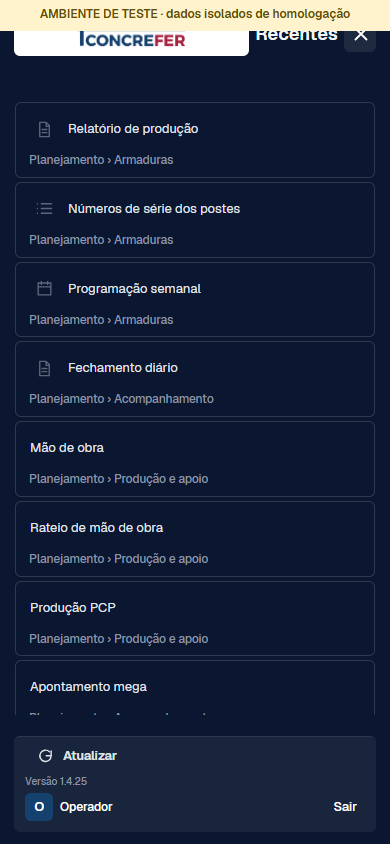 AMBIENTE DE TESTE · dados isolados de homologação
CONCREFER
Recentes
Relatório de produção
Planejamento › Armaduras
Números de série dos postes
Planejamento › Armaduras
Programação semanal
Planejamento › Armaduras
Fechamento diário
Planejamento › Acompanhamento
Mão de obra
Planejamento › Produção e apoio
Rateio de mão de obra
Planejamento › Produção e apoio
Produção PCP
Planejamento › Produção e apoio
Apontamento mega
Atualizar
Versão 1.4.25
O Operador
Sair